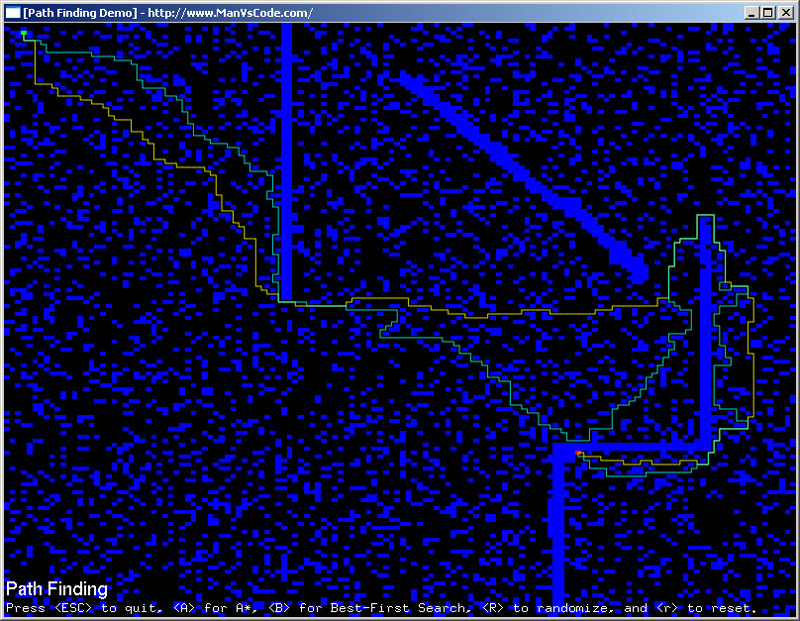 [Path Finding Demo] - http://www.ManVsCode.com/
Path Finding
Press <ESC> to quit, <A> for A*, <B> for Best-First Search, <R> to randomize, and <r> to reset.